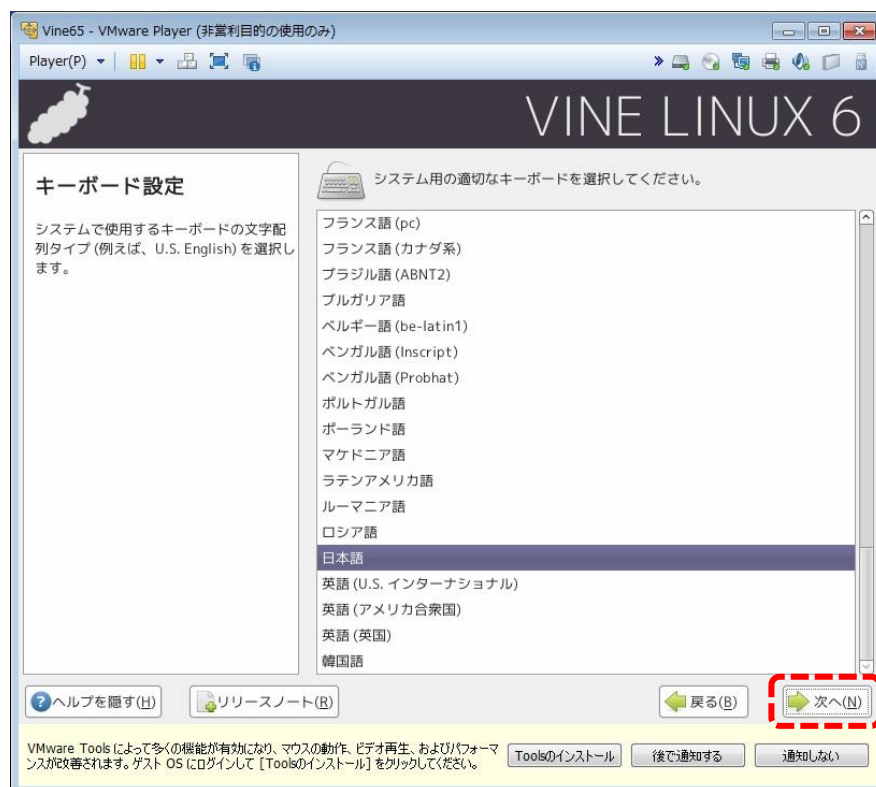 Vine65 - VMware Player (非営利目的の使用のみ)
Player(P)
VINE LINUX 6
キーボード設定
システムで使用するキーボードの文字配
列タイプ (例えば、U.S. English) を選択し
ます。
システム用の適切なキーボードを選択してください。
フランス語 (pc)
フランス語 (カナダ系)
ブラジル語 (ABNT2)
ブルガリア語
ベルギー語 (be-latin1)
ベンガル語 (Inscript)
ベンガル語 (Probhat)
ポルトガル語
ポーランド語
マケドニア語
ラテンアメリカ語
ルーマニア語
ロシア語
日本語
英語 (U.S. インターナショナル)
英語 (アメリカ合衆国)
英語 (英国)
韓国語
ヘルプを隠す(H)
リリースノート(R)
戻る(B)
次へ(N)
VMware Tools によって多くの機能が有効になり、マウスの動作、ビデオ再生、およびパフォーマ
ンスが改善されます。ゲスト OS にログインして [Toolsのインストール] をクリックしてください。
Toolsのインストール
後で通知する
通知しない